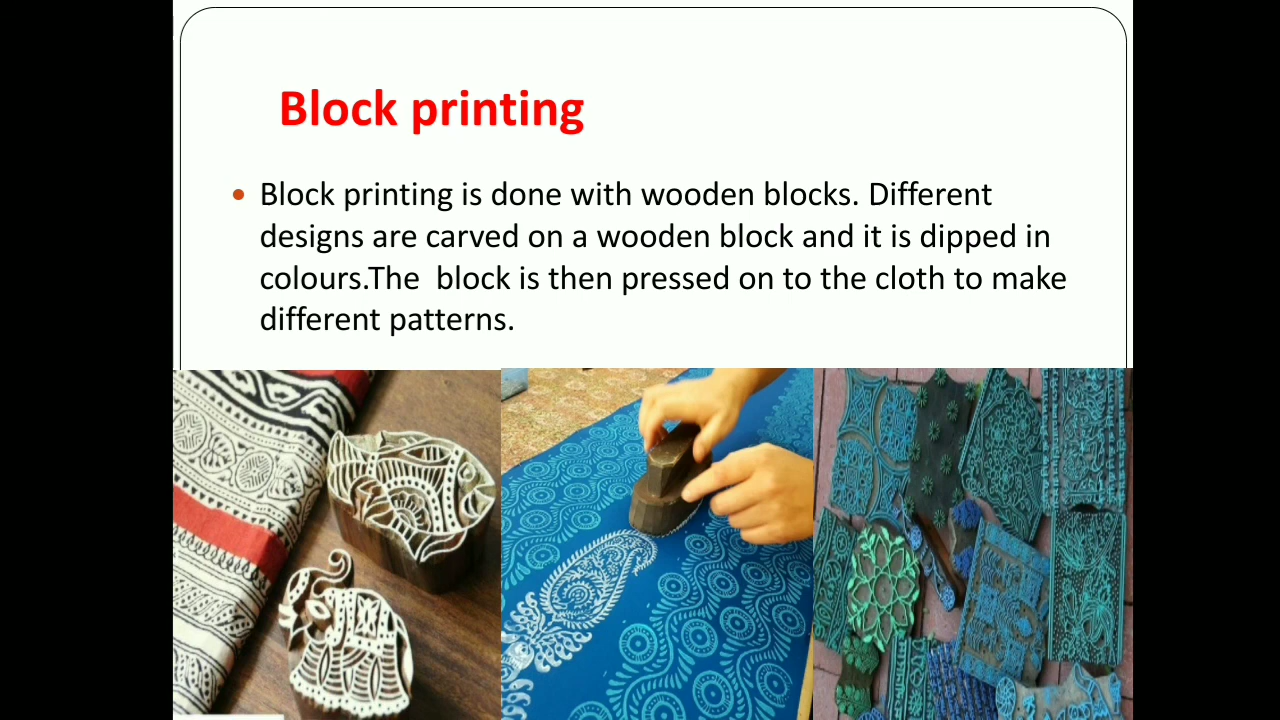 Block printing
Block printing is done with wooden blocks. Different
designs are carved on a wooden block and it is dipped in
colours.The  block is then pressed on to the cloth to make
different patterns.